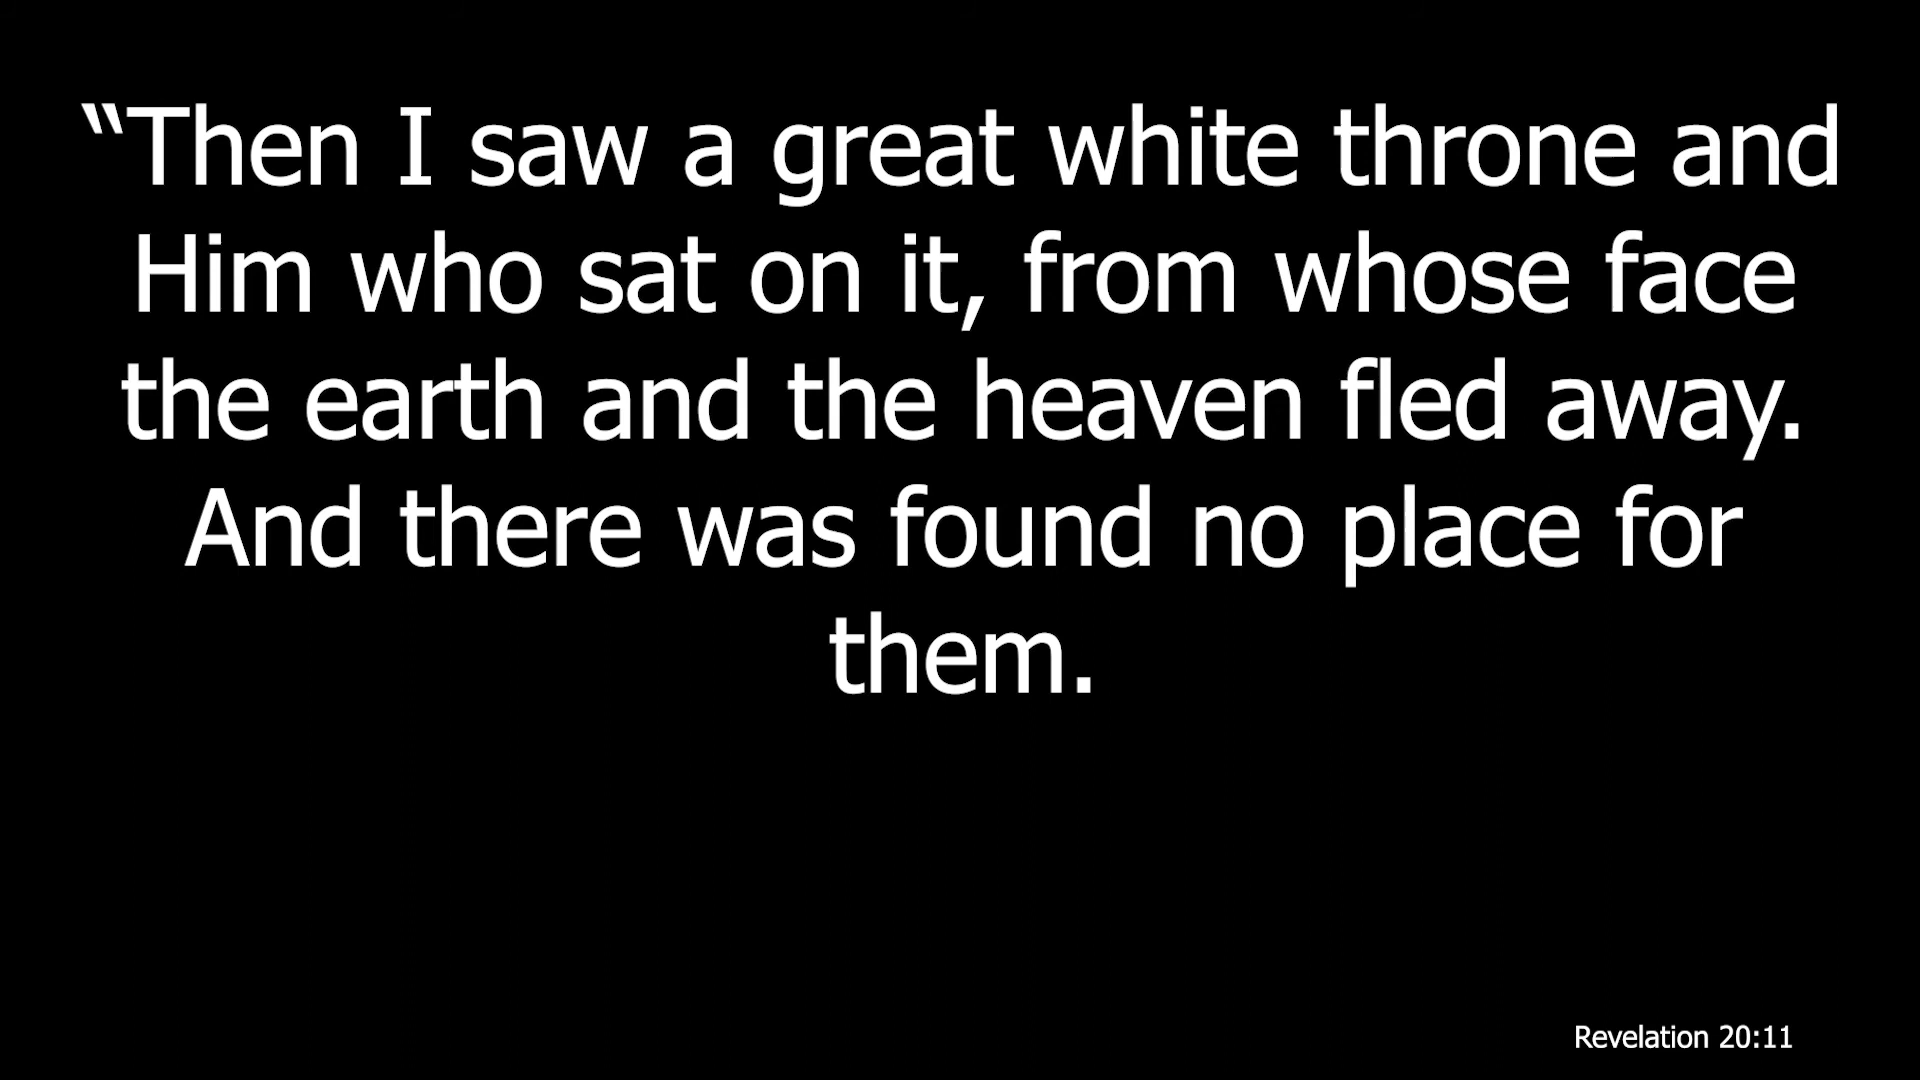 “Then I saw a great white throne and
Him who sat on it, from whose face
the earth and the heaven fled away.
And there was found no place for
them.
Revelation 20:11